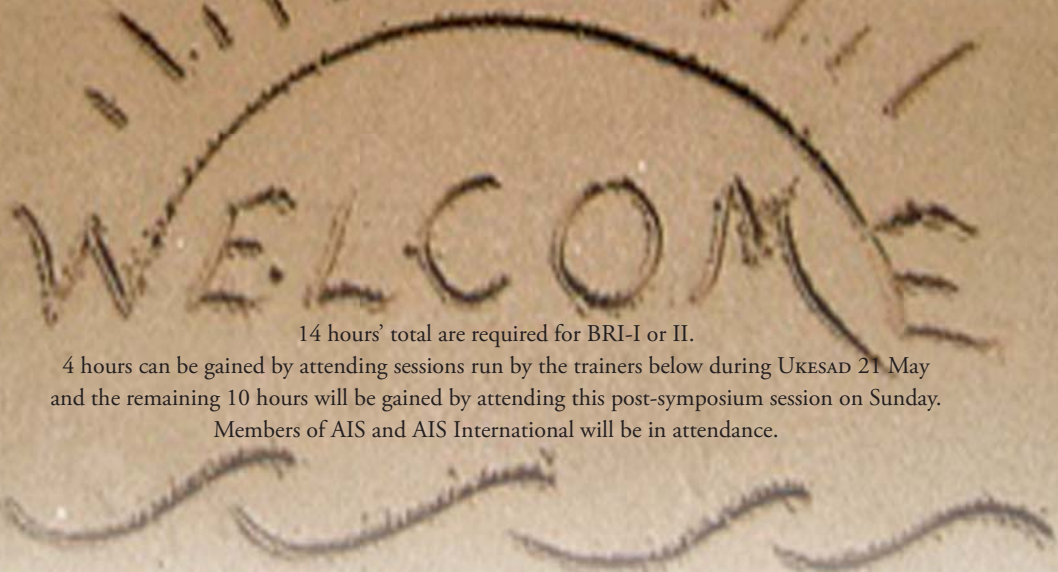 WELCOME
14 hours’ total are required for BRI-I or II.
4 hours can be gained by attending sessions run by the trainers below during UKESAD 21 May
and the remaining 10 hours will be gained by attending this post-symposium session on Sunday.
Members of AIS and AIS International will be in attendance.